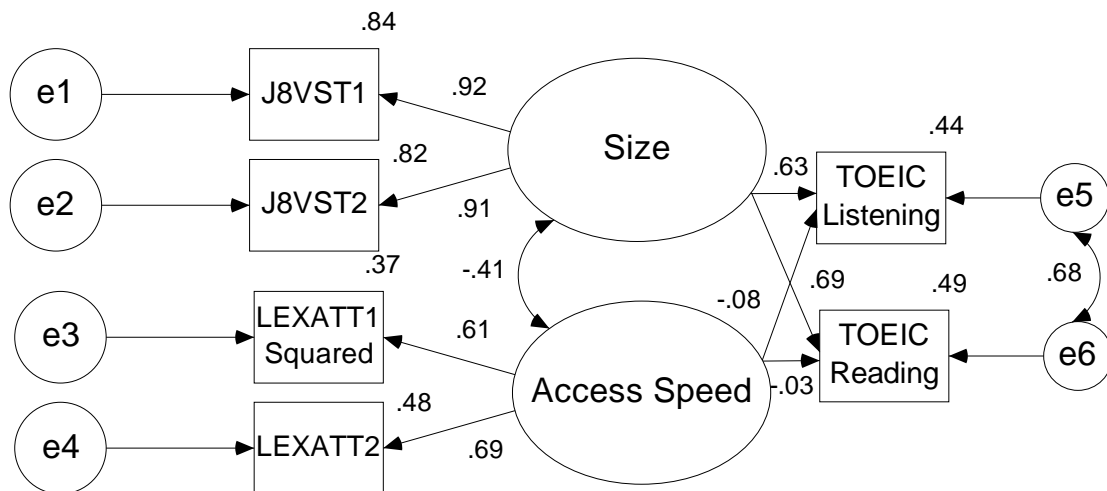 .84
e1
J8VST1
.92
Size
.44
.82
.63
TOEIC
Listening
e2
J8VST2
.91
e5
.37
-.41
.69
.68
.49
e3
LEXATT1
Squared
.61
-.08
TOEIC
Reading
e6
Access Speed
-.03
.48
e4
LEXATT2
.69